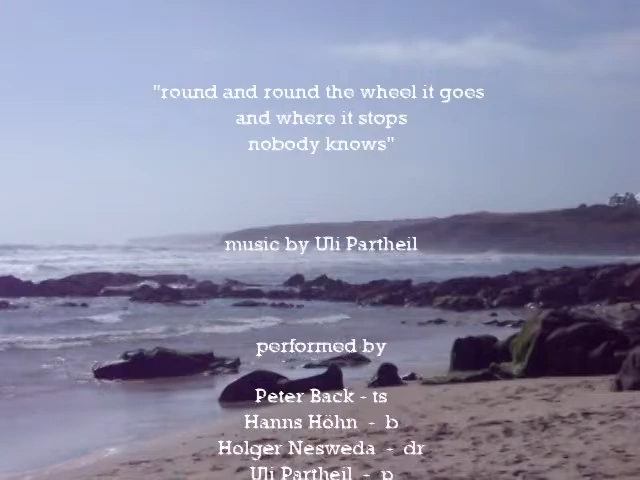 "round and round the wheel it goes
and where it stops
nobody knows"
music by Uli Partheil
performed by
Peter Back - ts
Hanns Höhn - b
Holger Nesweda - dr
Uli Partheil - p